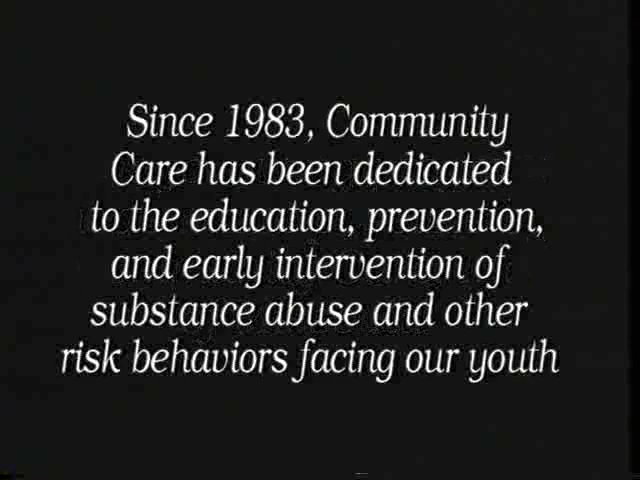 Since 1983, Community
Care has been dedicated
to the education, prevention,
and early intervention of
substance abuse and other
risk behaviors facing our youth